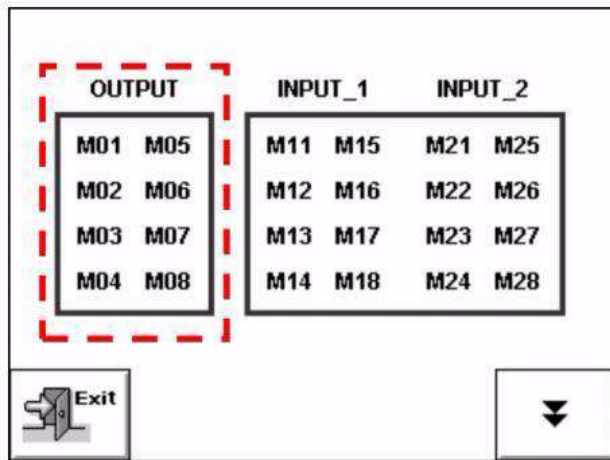 OUTPUT INPUT_1 INPUT_2
M01 M05 M11 M15 M21 M25
M02 M06 M12 M16 M22 M26
M03 M07 M13 M17 M23 M27
M04 M08 M14 M18 M24 M28
Exit